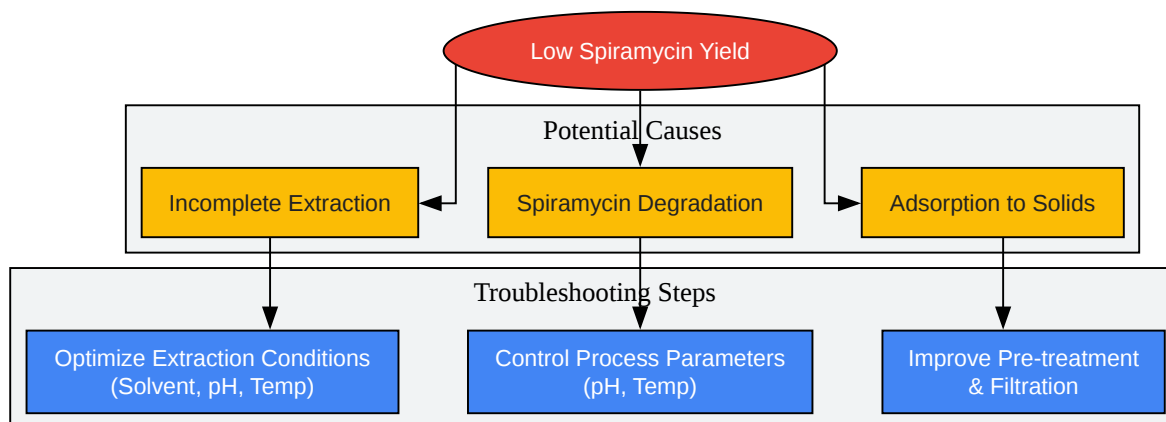 Low Spiramycin Yield
Potential Causes
Incomplete Extraction
Spiramycin Degradation
Adsorption to Solids
Troubleshooting Steps
Optimize Extraction Conditions
(Solvent, pH, Temp)
Control Process Parameters
(pH, Temp)
Improve Pre-treatment
& Filtration